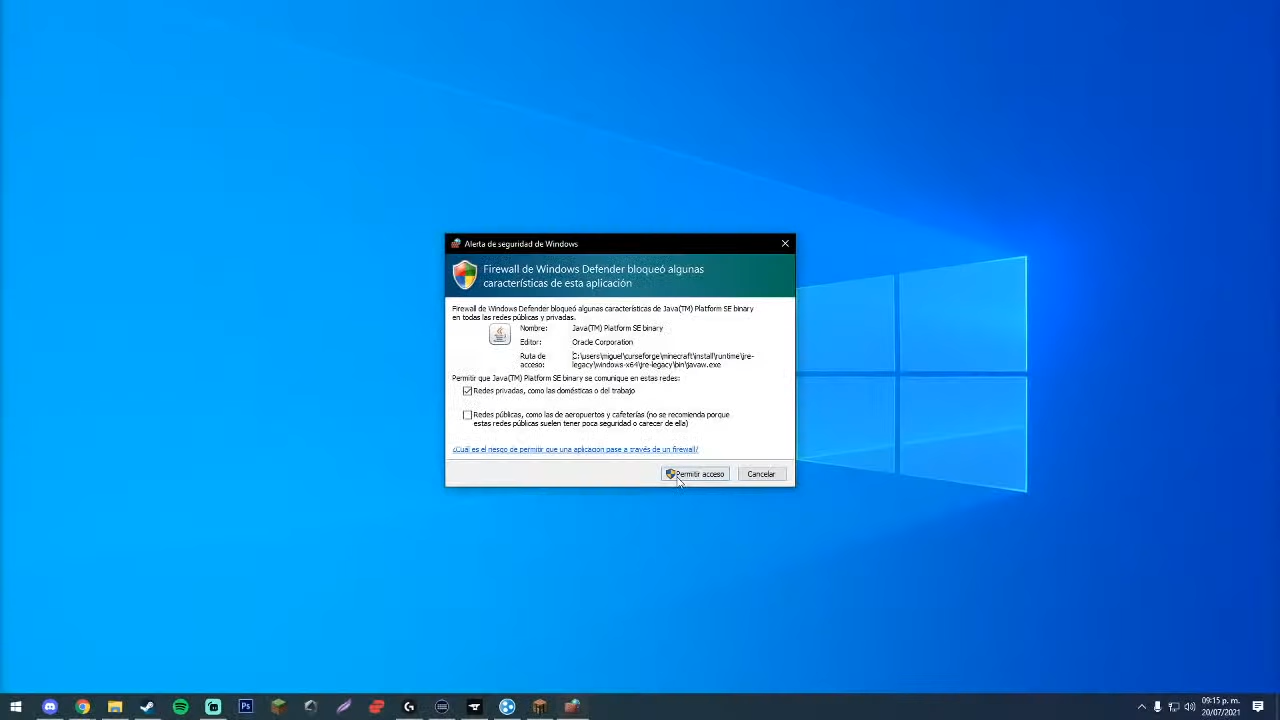 Alerta de seguridad de Windows
Firewall de Windows Defender bloqueó algunas
características de esta aplicación
Firewall de Windows Defender bloqueó algunas características de Java(TM) Platform SE binary
en todas las redes públicas y privadas.
Nombre: Java(TM) Platform SE binary
Editor: Oracle Corporation
Ruta de C:\users\miguel\curseforge\minecraft\install\runtime\jre-
acceso: legacy\windows-x64\jre-legacy\bin\javaw.exe
Permitir que Java(TM) Platform SE binary se comunique en estas redes:
Redes privadas, como las domésticas o del trabajo
Redes públicas, como las de aeropuertos y cafeterías (no se recomienda porque
estas redes públicas suelen tener poca seguridad o carecer de ella)
¿Cuál es el riesgo de permitir que una aplicación pase a través de un firewall?
Permitir acceso Cancelar
Ps
09:15 p. m.
20/07/2021